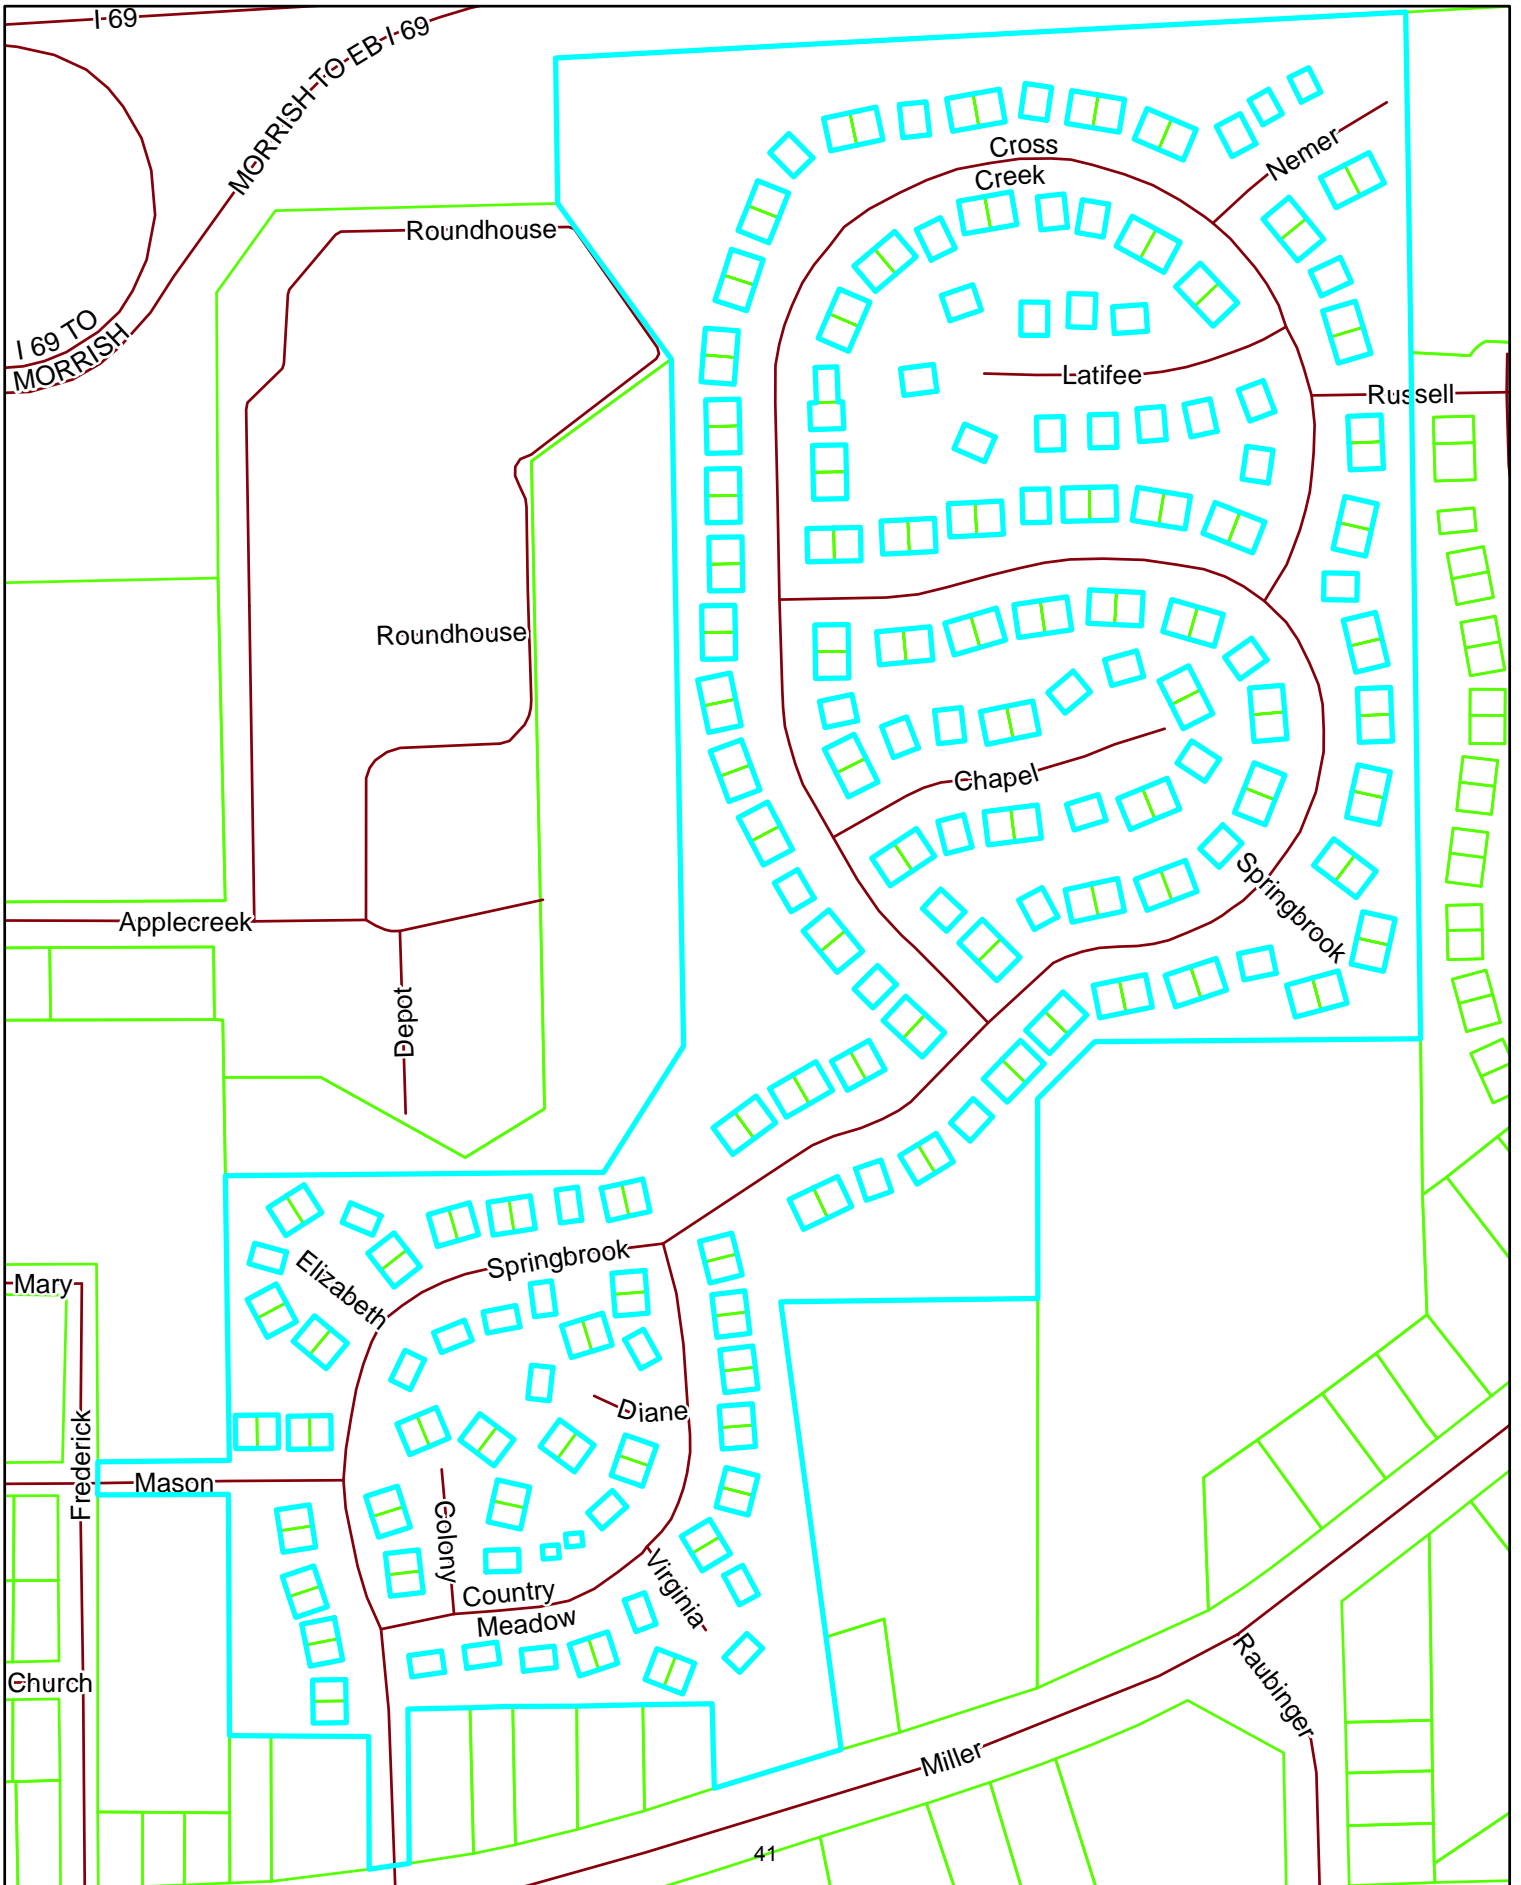 I-69
MORRISH TO EB I-69
Cross
Creek
Nemer
Roundhouse
I 69 TO
MORRISH
Latifee
Russell
Roundhouse
Chapel
Springbrook
Applecreek
Depot
Springbrook
Elizabeth
Mary
Diane
Frederick
Mason
Colony
Virginia
Country
Meadow
Church
Raubinger
Miller
41